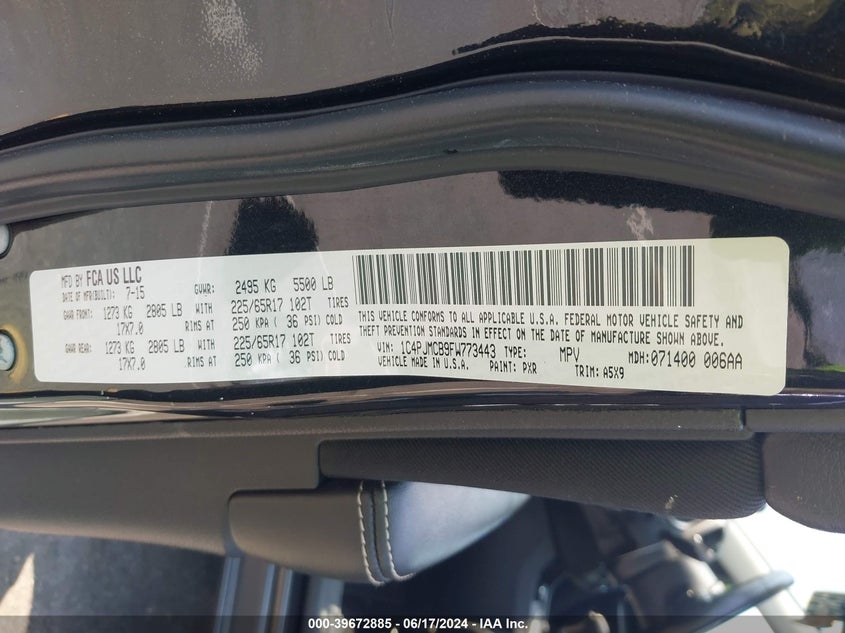 MFD BY FCA US LLC
DATE OF MFR(BUILT): 7-15 GVWR: 2495 KG 5500 LB
GAWR FRONT: 1273 KG 2805 LB WITH 225/65R17 102T TIRES
17X7.0 RIMS AT 250 KPA ( 36 PSI) COLD
GAWR REAR: 1273 KG 2805 LB WITH 225/65R17 102T TIRES
17X7.0 RIMS AT 250 KPA ( 36 PSI) COLD
THIS VEHICLE CONFORMS TO ALL APPLICABLE U.S.A. FEDERAL MOTOR VEHICLE SAFETY AND
THEFT PREVENTION STANDARDS IN EFFECT ON THE DATE OF MANUFACTURE SHOWN ABOVE.
VIN: 1C4PJMCB9FW773443 TYPE: MPV MDH:071400 006AA
VEHICLE MADE IN U.S.A. PAINT: PXR TRIM: A5X9
000-39672885 - 06/17/2024 - IAA Inc.